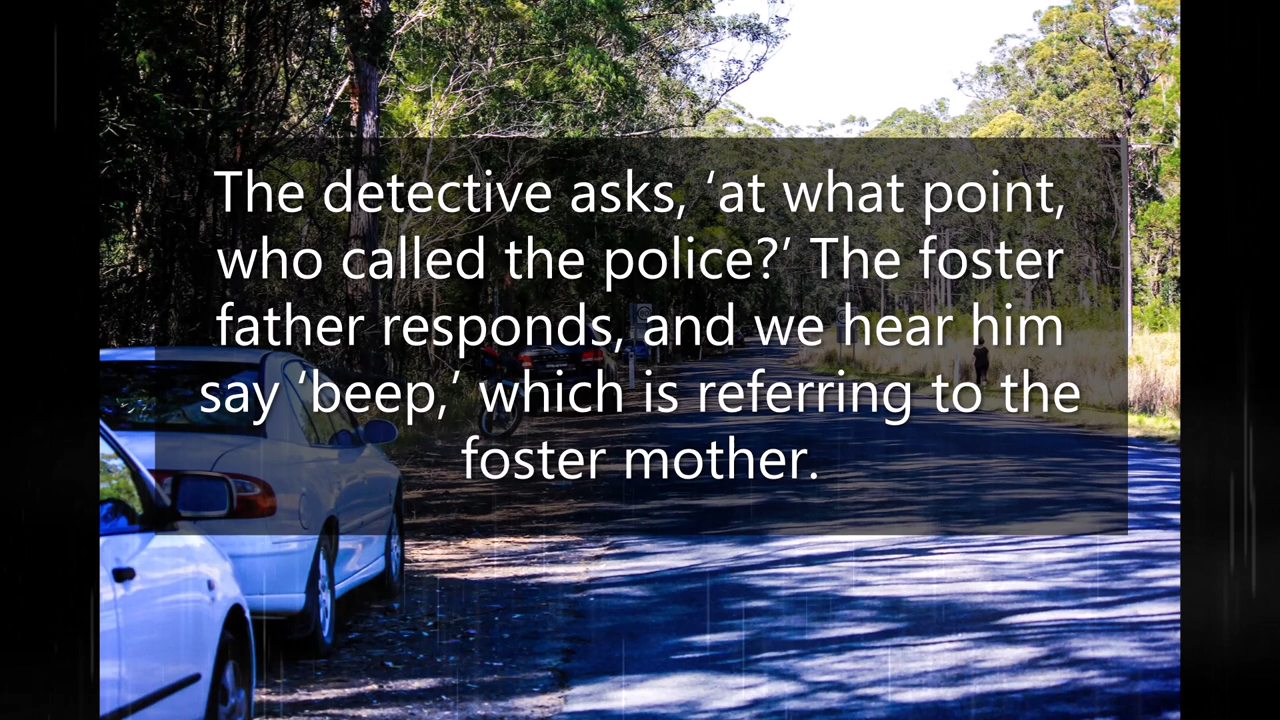 The detective asks, ‘at what point,
who called the police?’ The foster
father responds, and we hear him
say ‘beep,’ which is referring to the
foster mother.